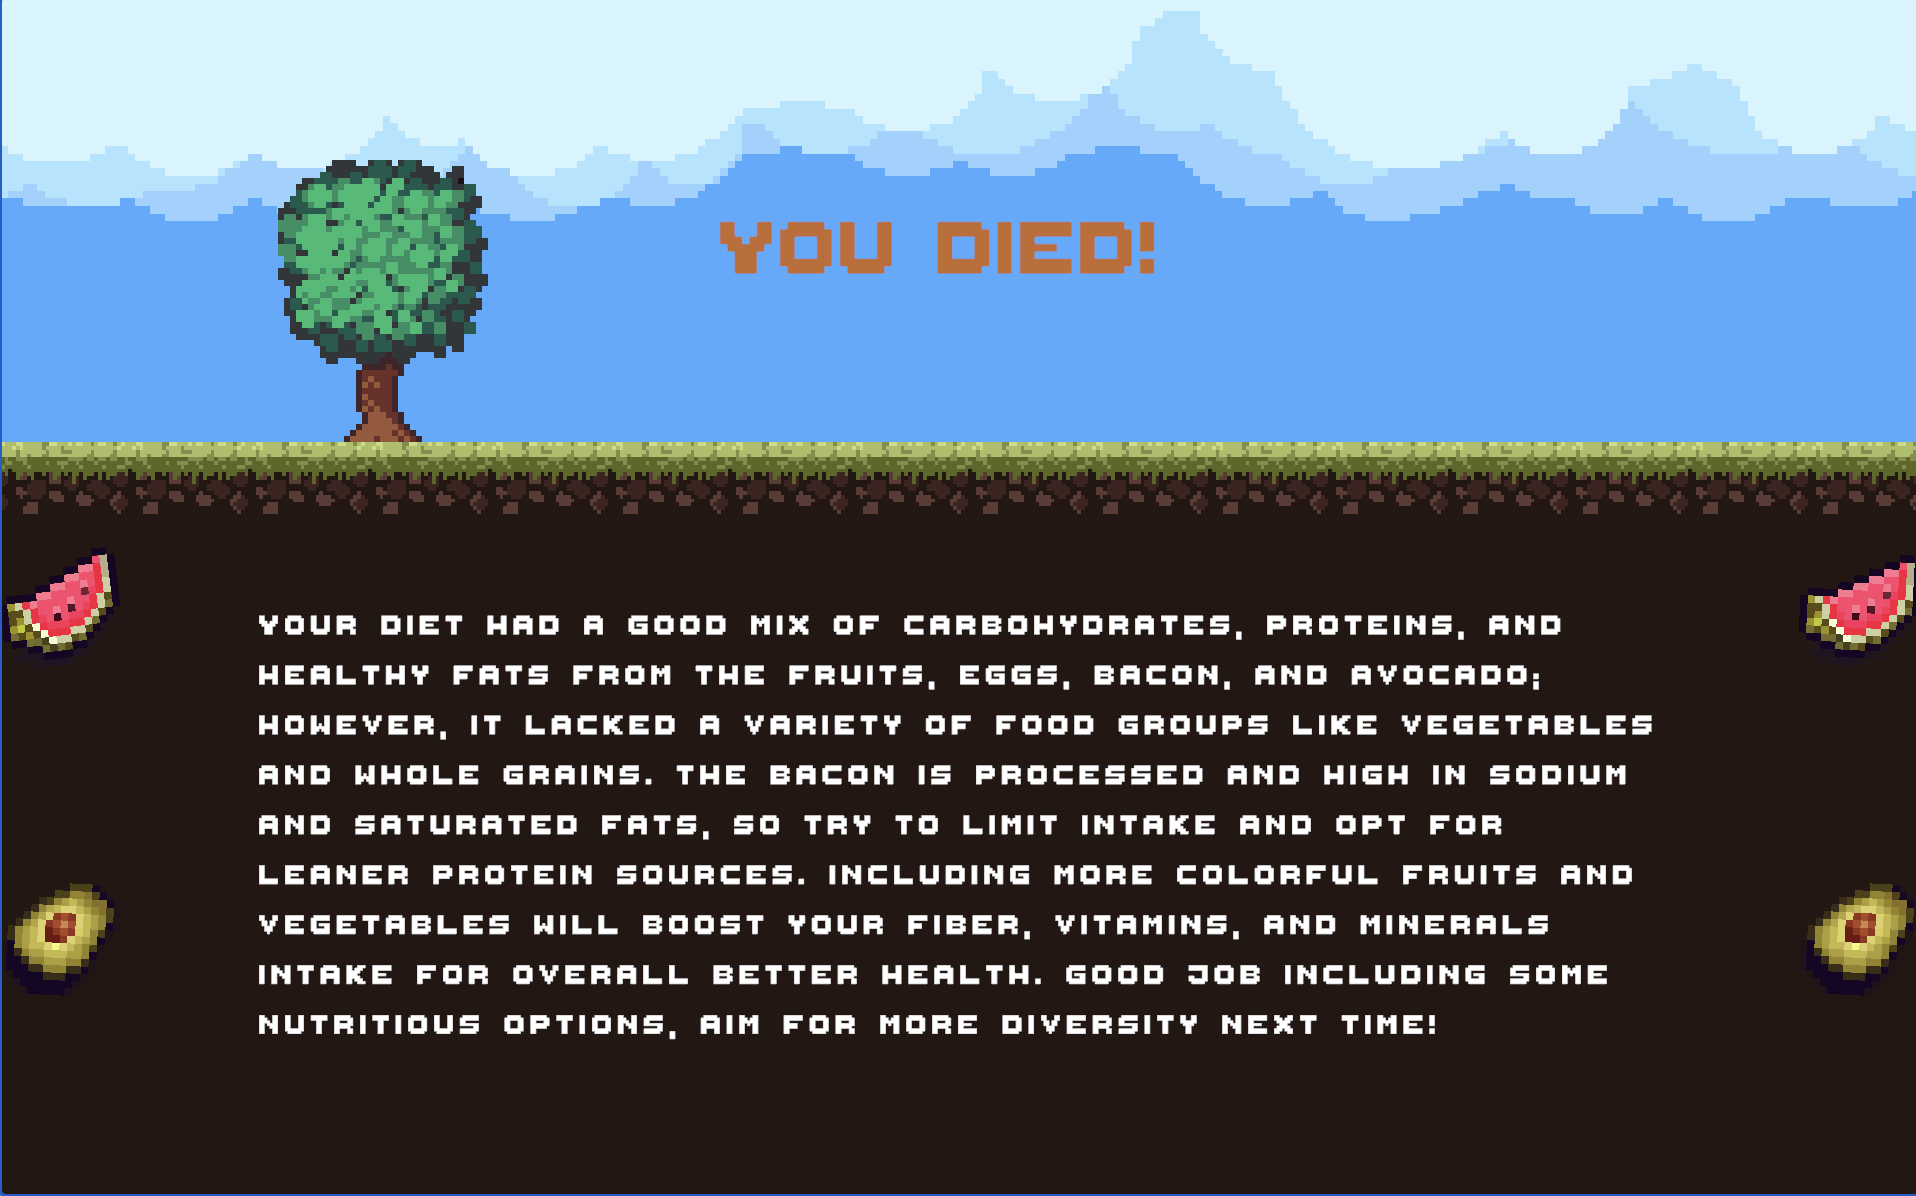 YOU DIED!
YOUR DIET HAD A GOOD MIX OF CARBOHYDRATES, PROTEINS, AND
HEALTHY FATS FROM THE FRUITS, EGGS, BACON, AND AVOCADO;
HOWEVER, IT LACKED A VARIETY OF FOOD GROUPS LIKE VEGETABLES
AND WHOLE GRAINS. THE BACON IS PROCESSED AND HIGH IN SODIUM
AND SATURATED FATS, SO TRY TO LIMIT INTAKE AND OPT FOR
LEANER PROTEIN SOURCES. INCLUDING MORE COLORFUL FRUITS AND
VEGETABLES WILL BOOST YOUR FIBER, VITAMINS, AND MINERALS
INTAKE FOR OVERALL BETTER HEALTH. GOOD JOB INCLUDING SOME
NUTRITIOUS OPTIONS, AIM FOR MORE DIVERSITY NEXT TIME!